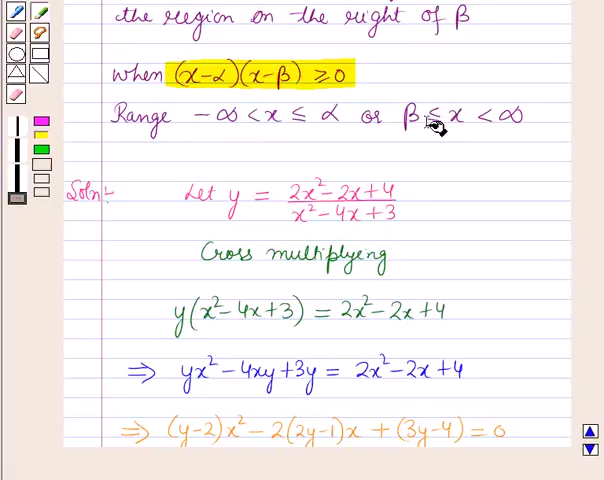 the region on the right of β
when (x-α)(x-β) ≥ 0
Range -∞ < x ≤ α or β ≤ x < ∞
Soln:- Let y = (2x²-2x+4)/(x²-4x+3)
Cross multiplying
y(x²-4x+3) = 2x²-2x+4
⇒ yx²-4xy+3y = 2x²-2x+4
⇒ (y-2)x²-2(2y-1)x+(3y-4)=0